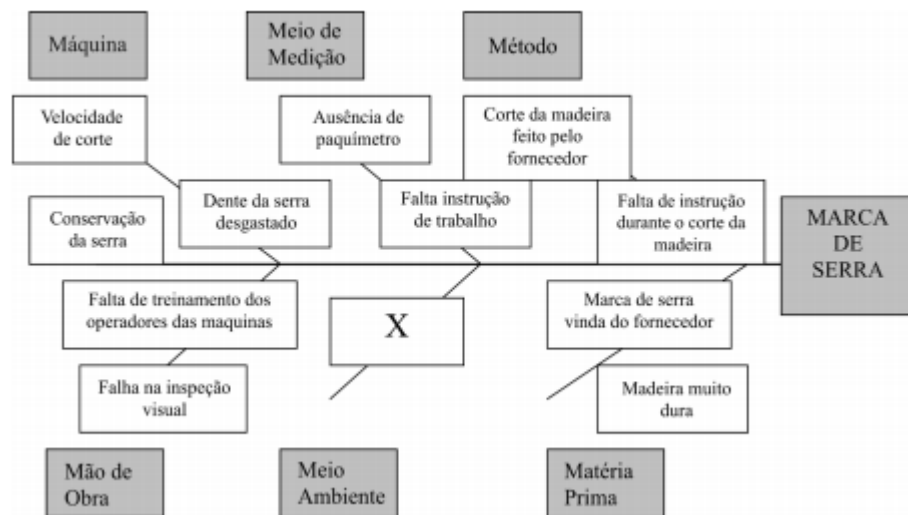 Máquina
Meio de
Medição
Método
Velocidade
de corte
Ausência de
paquímetro
Corte da madeira
feito pelo
fornecedor
Conservação
da serra
Dente da serra
desgastado
Falta instrução
de trabalho
Falta de instrução
durante o corte da
madeira
MARCA
DE
SERRA
Falta de treinamento dos
operadores das maquinas
X
Marca de serra
vinda do fornecedor
Falha na inspeção
visual
Madeira muito
dura
Mão de
Obra
Meio
Ambiente
Matéria
Prima